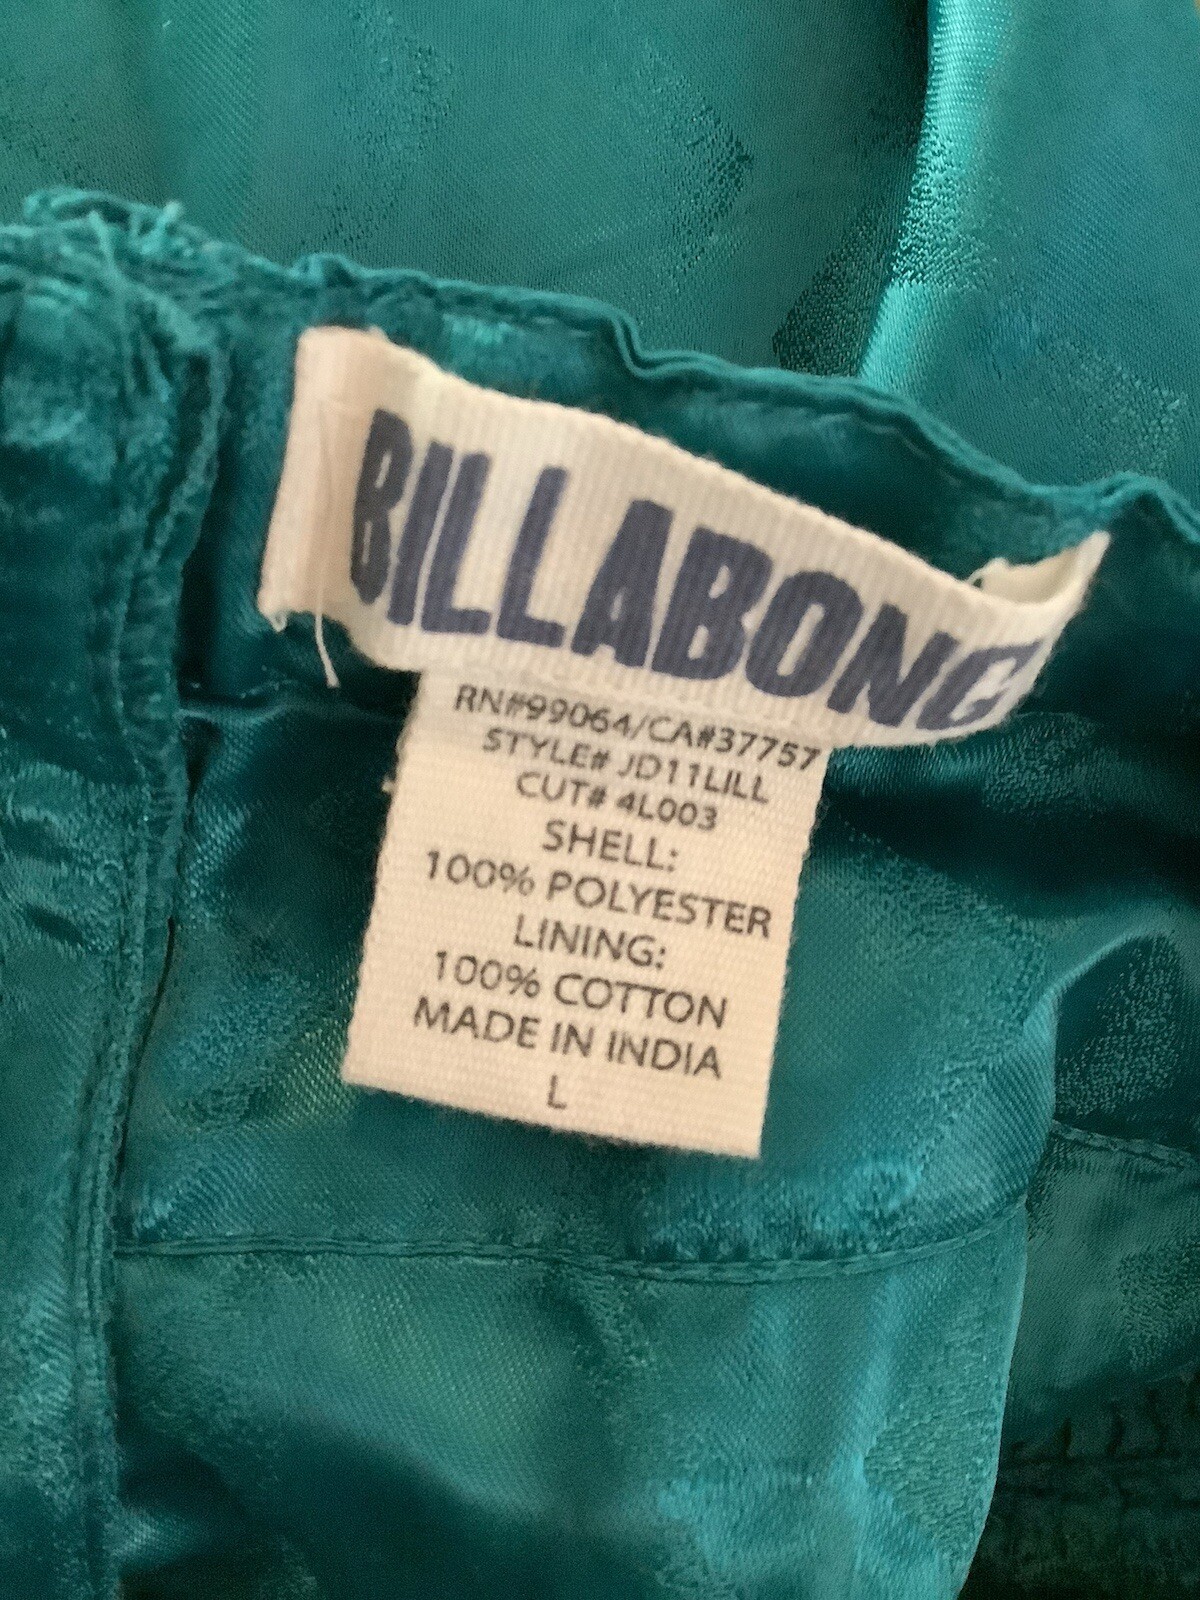 BILLABONG
RN#99064/CA#37757
STYLE# JD11LILL
CUT# 4L003
SHELL:
100% POLYESTER
LINING:
100% COTTON
MADE IN INDIA
L